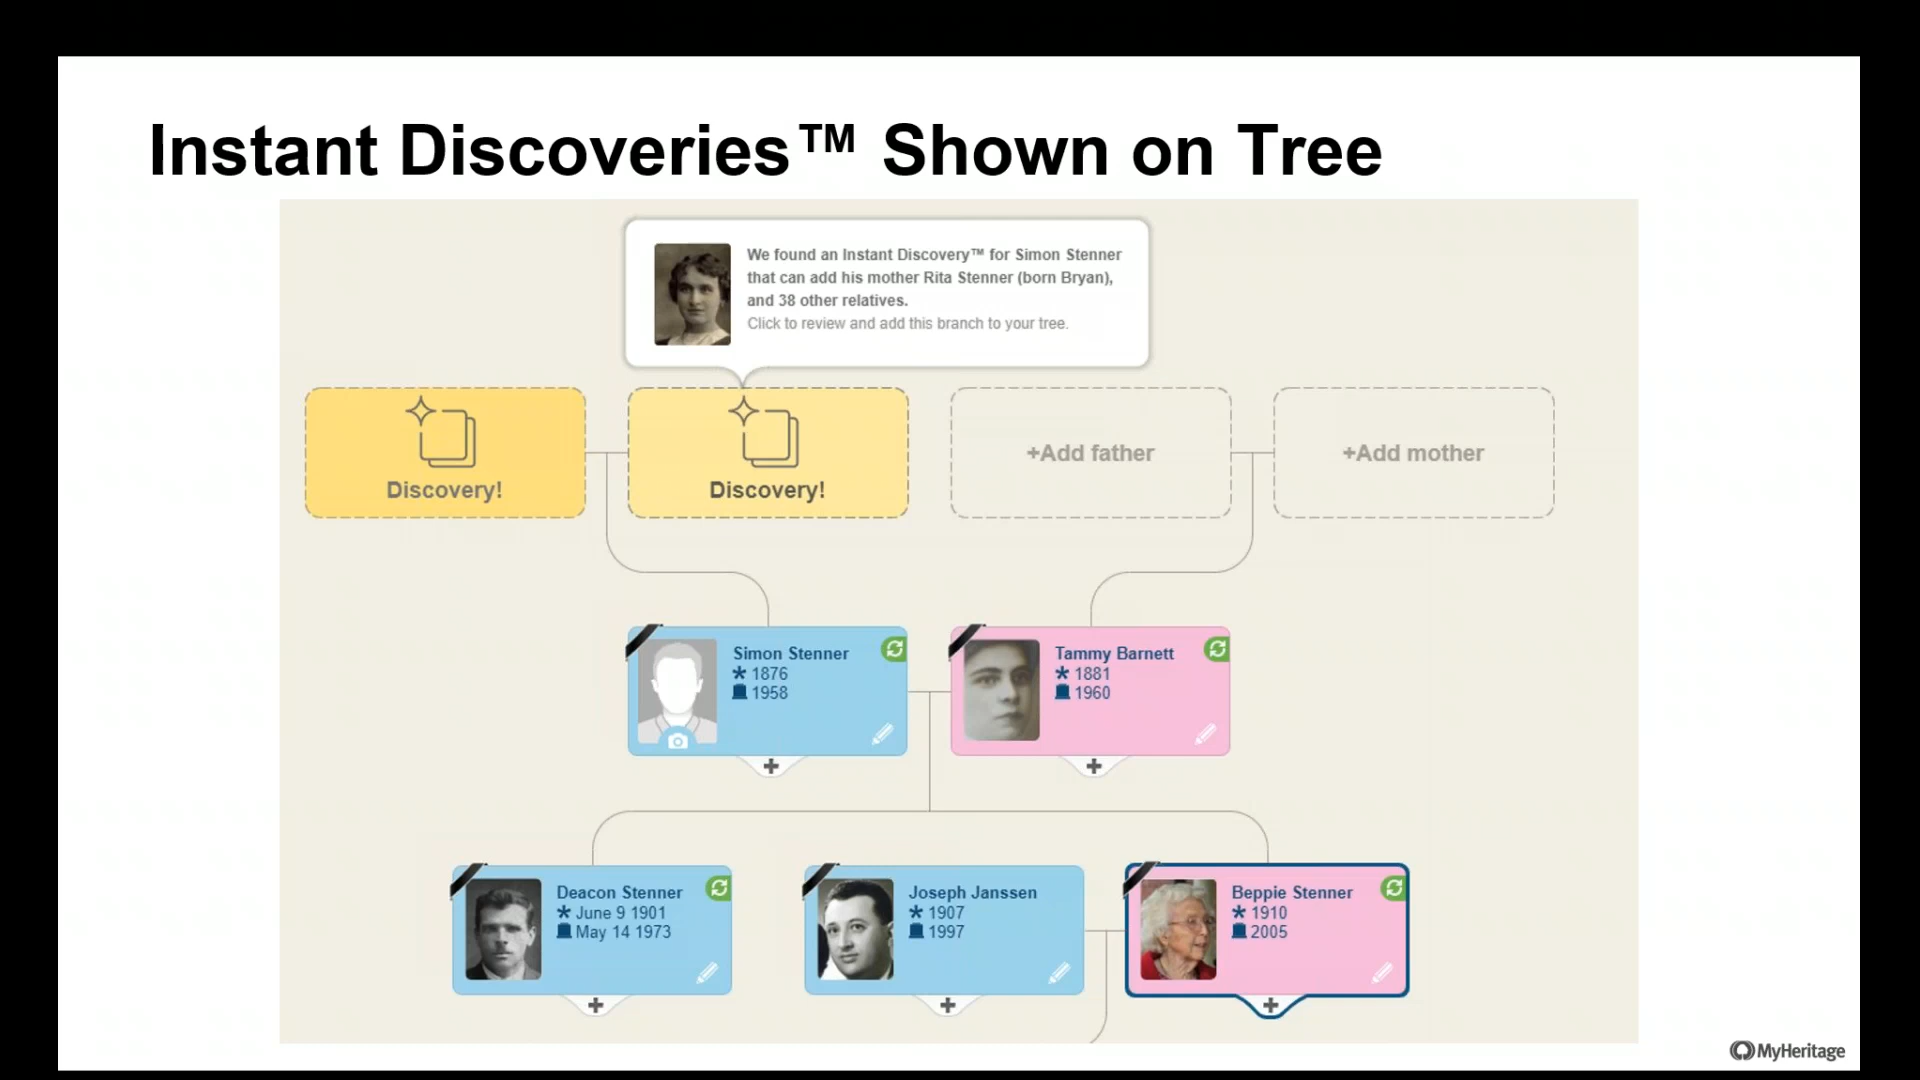 Instant Discoveries™ Shown on Tree
We found an Instant Discovery™ for Simon Stenner
that can add his mother Rita Stenner (born Bryan),
and 38 other relatives.
Click to review and add this branch to your tree.
Discovery!
Discovery!
+Add father
+Add mother
Simon Stenner
1876
1958
Tammy Barnett
1881
1960
Deacon Stenner
June 9 1901
May 14 1973
Joseph Janssen
1907
1997
Beppie Stenner
1910
2005
MyHeritage